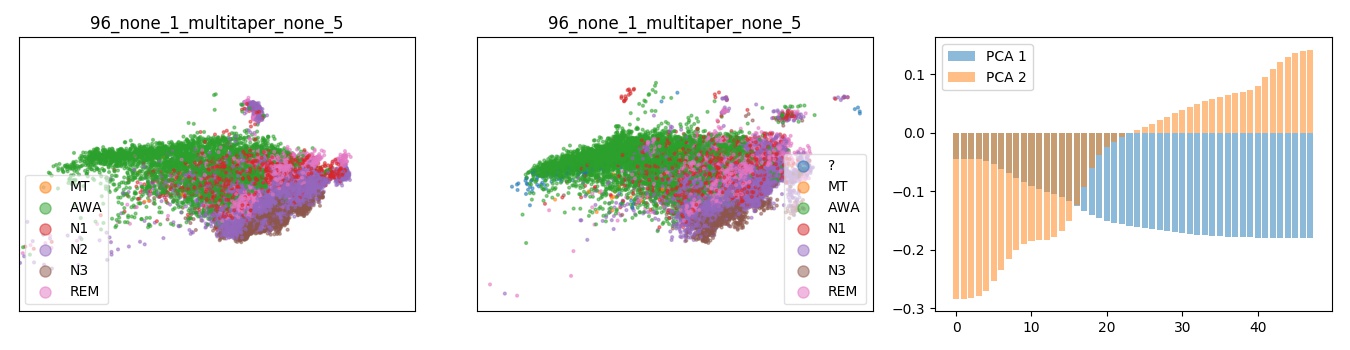 96_none_1_multitaper_none_5
MT
AWA
N1
N2
N3
REM
96_none_1_multitaper_none_5
?
MT
AWA
N1
N2
N3
REM
PCA 1
PCA 2
0.1
0.0
−0.1
−0.2
−0.3
0 10 20 30 40